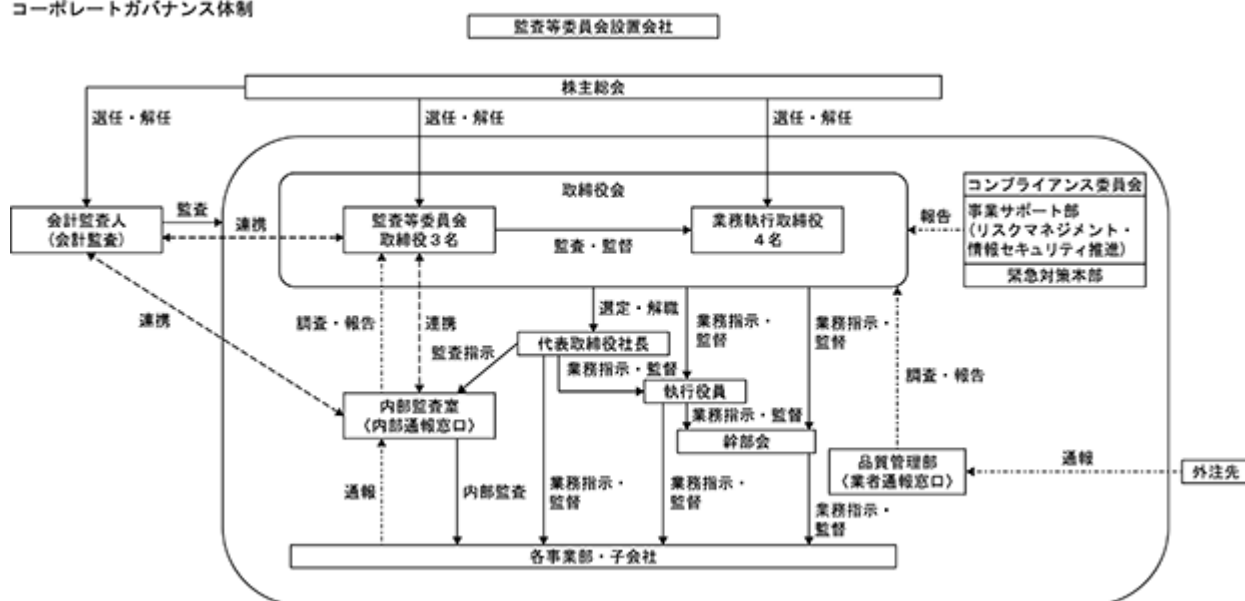 コーポレートガバナンス体制
監査等委員会設置会社
株主総会
選任・解任
選任・解任
選任・解任
取締役会
コンプライアンス委員会
事業サポート部
(リスクマネジメント・
情報セキュリティ推進)
緊急対策本部
会計監査人
(会計監査)
監査
連携
監査等委員会
取締役3名
監査・監督
業務執行取締役
4名
報告
連携
調査・報告
連携
選定・解職
業務指示・
監督
業務指示・
監督
監査指示
代表取締役社長
業務指示・監督
執行役員
調査・報告
内部監査室
〈内部通報窓口〉
業務指示・監督
幹部会
品質管理部
〈業者通報窓口〉
通報
外注先
通報
内部監査
業務指示・
監督
業務指示・
監督
業務指示・
監督
各事業部・子会社